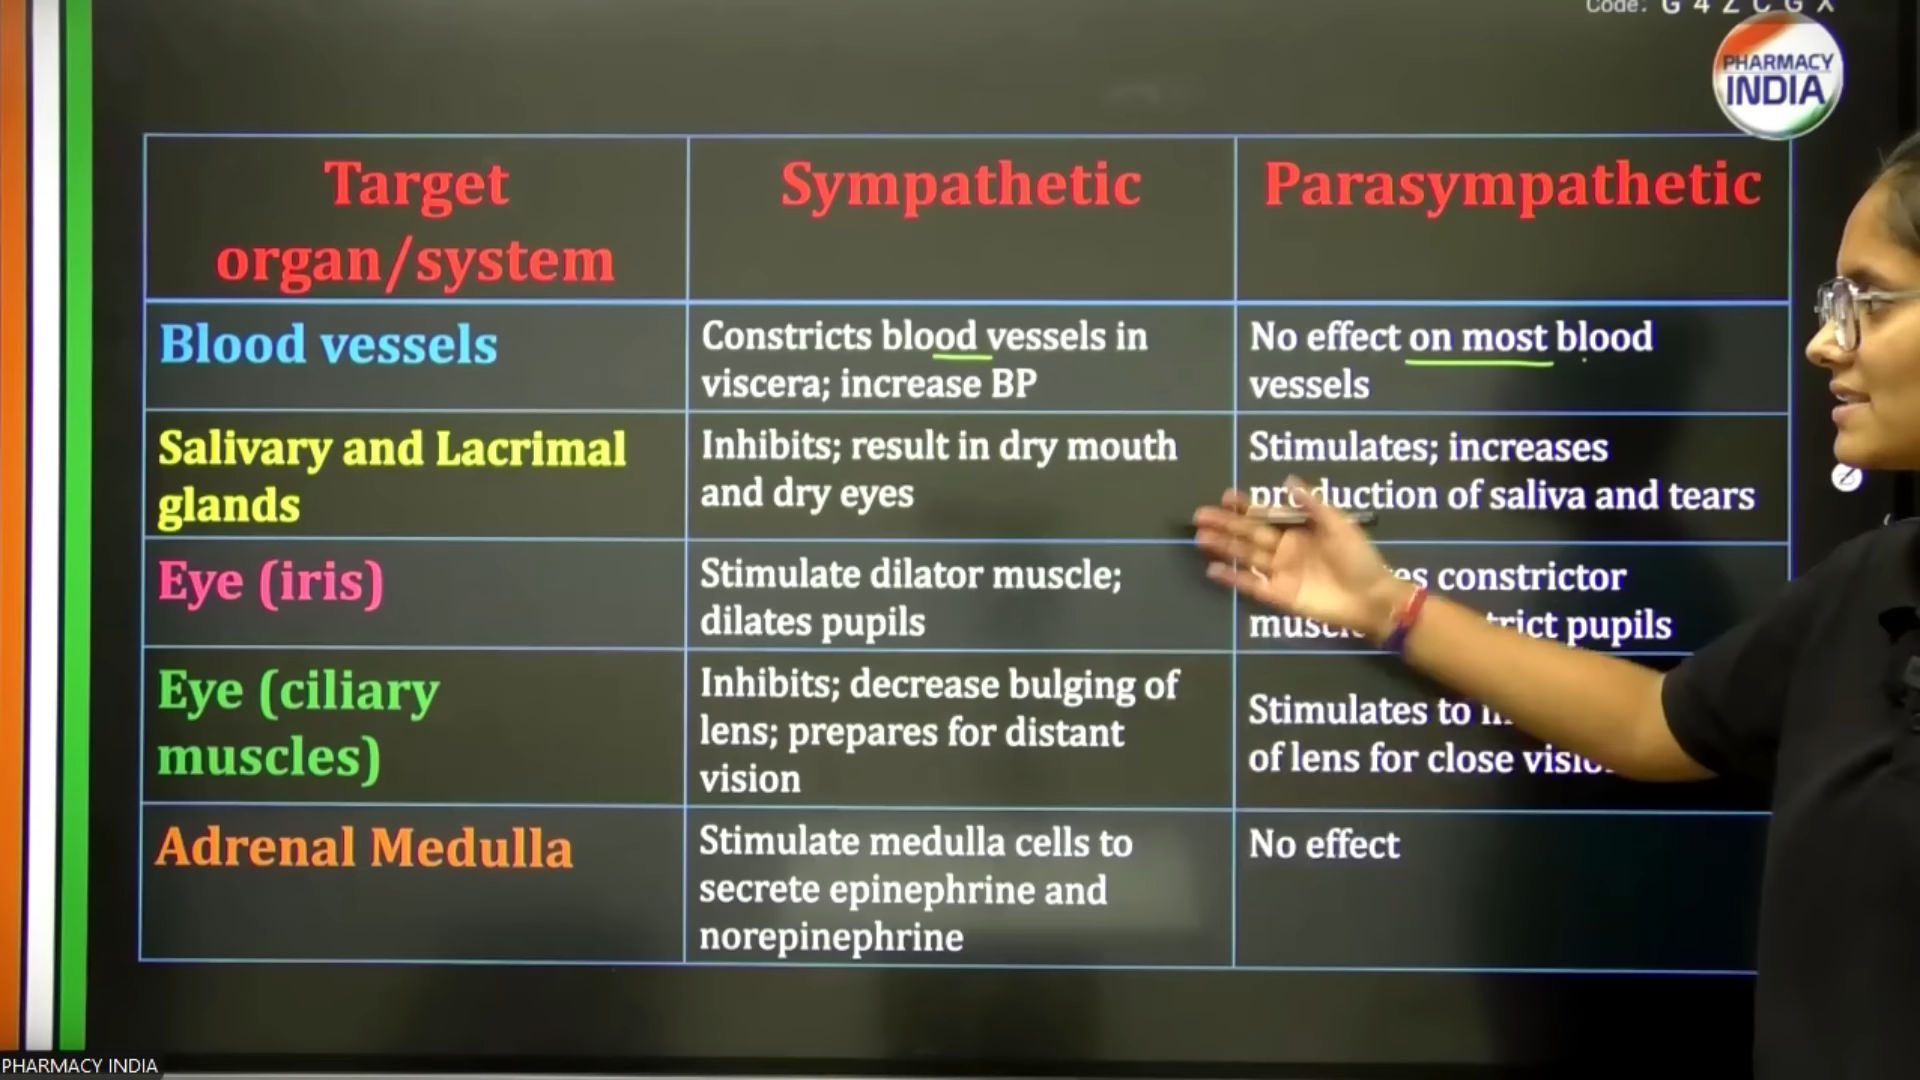 Code: G 4 Z C G X
PHARMACY
INDIA
Target
organ/system
Sympathetic
Parasympathetic
Blood vessels
Constricts blood vessels in
viscera; increase BP
No effect on most blood
vessels
Salivary and Lacrimal
glands
Inhibits; result in dry mouth
and dry eyes
Stimulates; increases
production of saliva and tears
Eye (iris)
Stimulate dilator muscle;
dilates pupils
constrictor
pupils
Eye (ciliary
muscles)
Inhibits; decrease bulging of
lens; prepares for distant
vision
Stimulates to
of lens for close
Adrenal Medulla
Stimulate medulla cells to
secrete epinephrine and
norepinephrine
No effect
PHARMACY INDIA